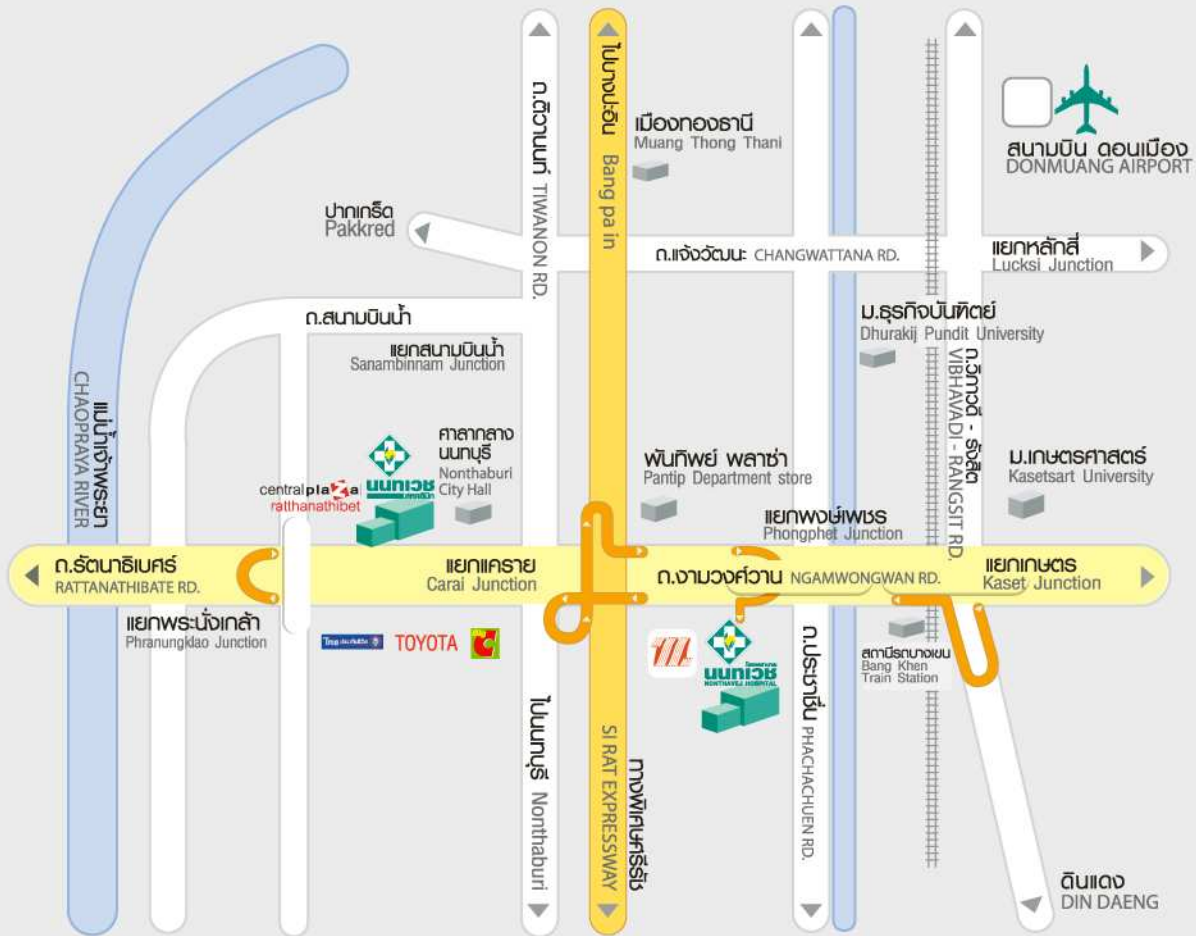 ไปบางปะอิน Bang pa in
ถ.ติวานนท์ TIWANON RD.
เมืองทองธานี
Muang Thong Thani
สนามบิน ดอนเมือง
DONMUANG AIRPORT
ปากเกร็ด
Pakkred
ถ.แจ้งวัฒนะ CHANGWATTANA RD.
แยกหลักสี่
Lucksi Junction
ถ.สนามบินน้ำ
แยกสนามบินน้ำ
Sanambinnam Junction
ม.ธุรกิจบันฑิตย์
Dhurakij Pundit University
ถ.วิภาวดี - รังสิต
VIBHAVADI - RANGSIT RD.
แม่น้ำเจ้าพระยา
CHAOPRAYA RIVER
ศาลากลาง
นนทบุรี
Nonthaburi
City Hall
centralplaza
ratthanathibet
นนทเวช
พันทิพย์ พลาซ่า
Pantip Department store
ม.เกษตรศาสตร์
Kasetsart University
แยกพงษ์เพชร
Phongphet Junction
ถ.รัตนาธิเบศร์
RATTANATHIBATE RD.
แยกแคราย
Carai Junction
ถ.งามวงศ์วาน NGAMWONGWAN RD.
แยกเกษตร
Kaset Junction
แยกพระนั่งเกล้า
Phranungklao Junction
TOYOTA
นนทเวช
NONTHAVEJ HOSPITAL
สถานีรถบางเขน
Bang Khen
Train Station
ไปนนทบุรี Nonthaburi
ทางพิเศษศรีรัช
SI RAT EXPRESSWAY
ถ.ประชาชื่น PHACHACHUEN RD.
ดินแดง
DIN DAENG